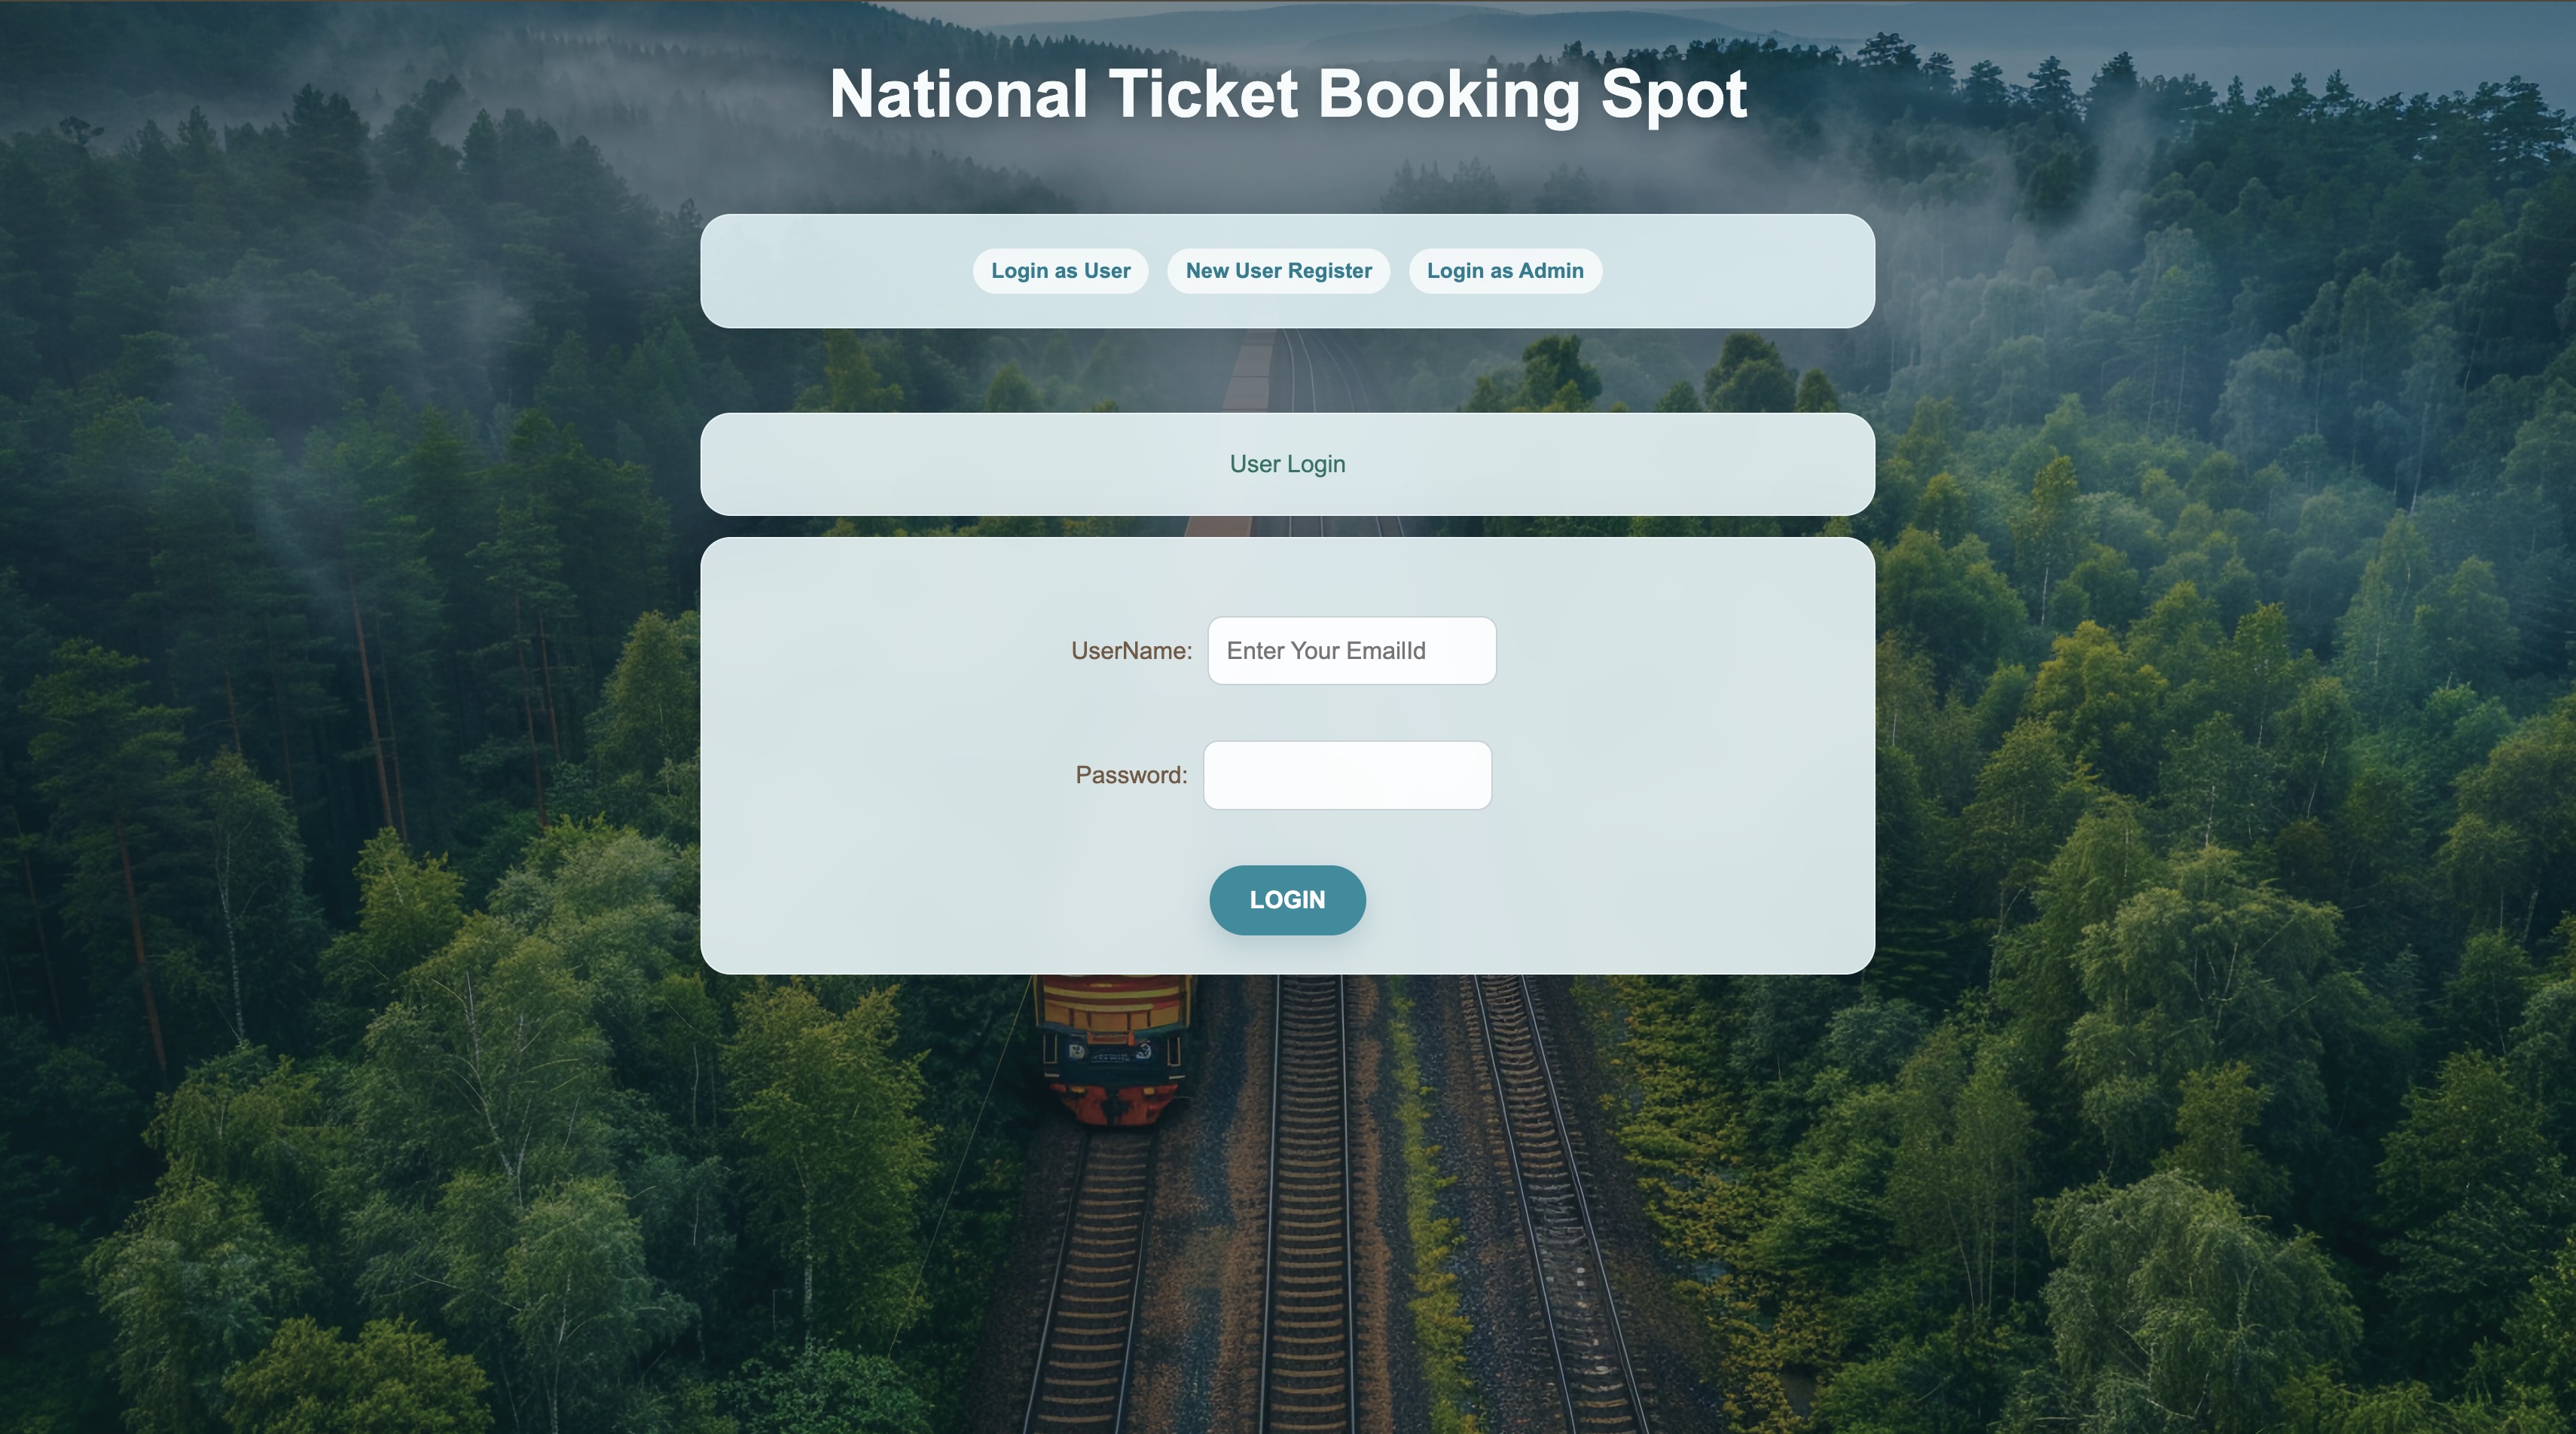 National Ticket Booking Spot
Login as User New User Register Login as Admin
User Login
UserName: Enter Your EmailId
Password:
LOGIN